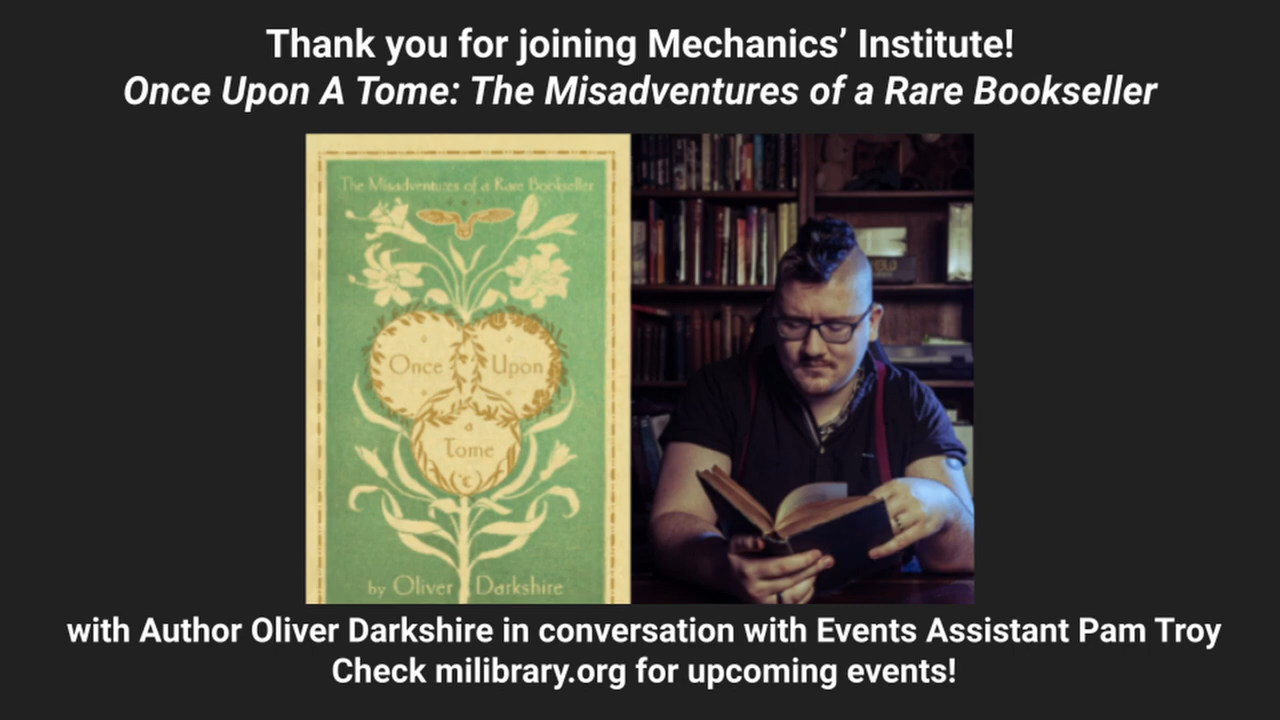 Thank you for joining Mechanics’ Institute!
Once Upon A Tome: The Misadventures of a Rare Bookseller
The Misadventures of a Rare Bookseller
Once Upon
a
Tome
by Oliver Darkshire
with Author Oliver Darkshire in conversation with Events Assistant Pam Troy
Check milibrary.org for upcoming events!